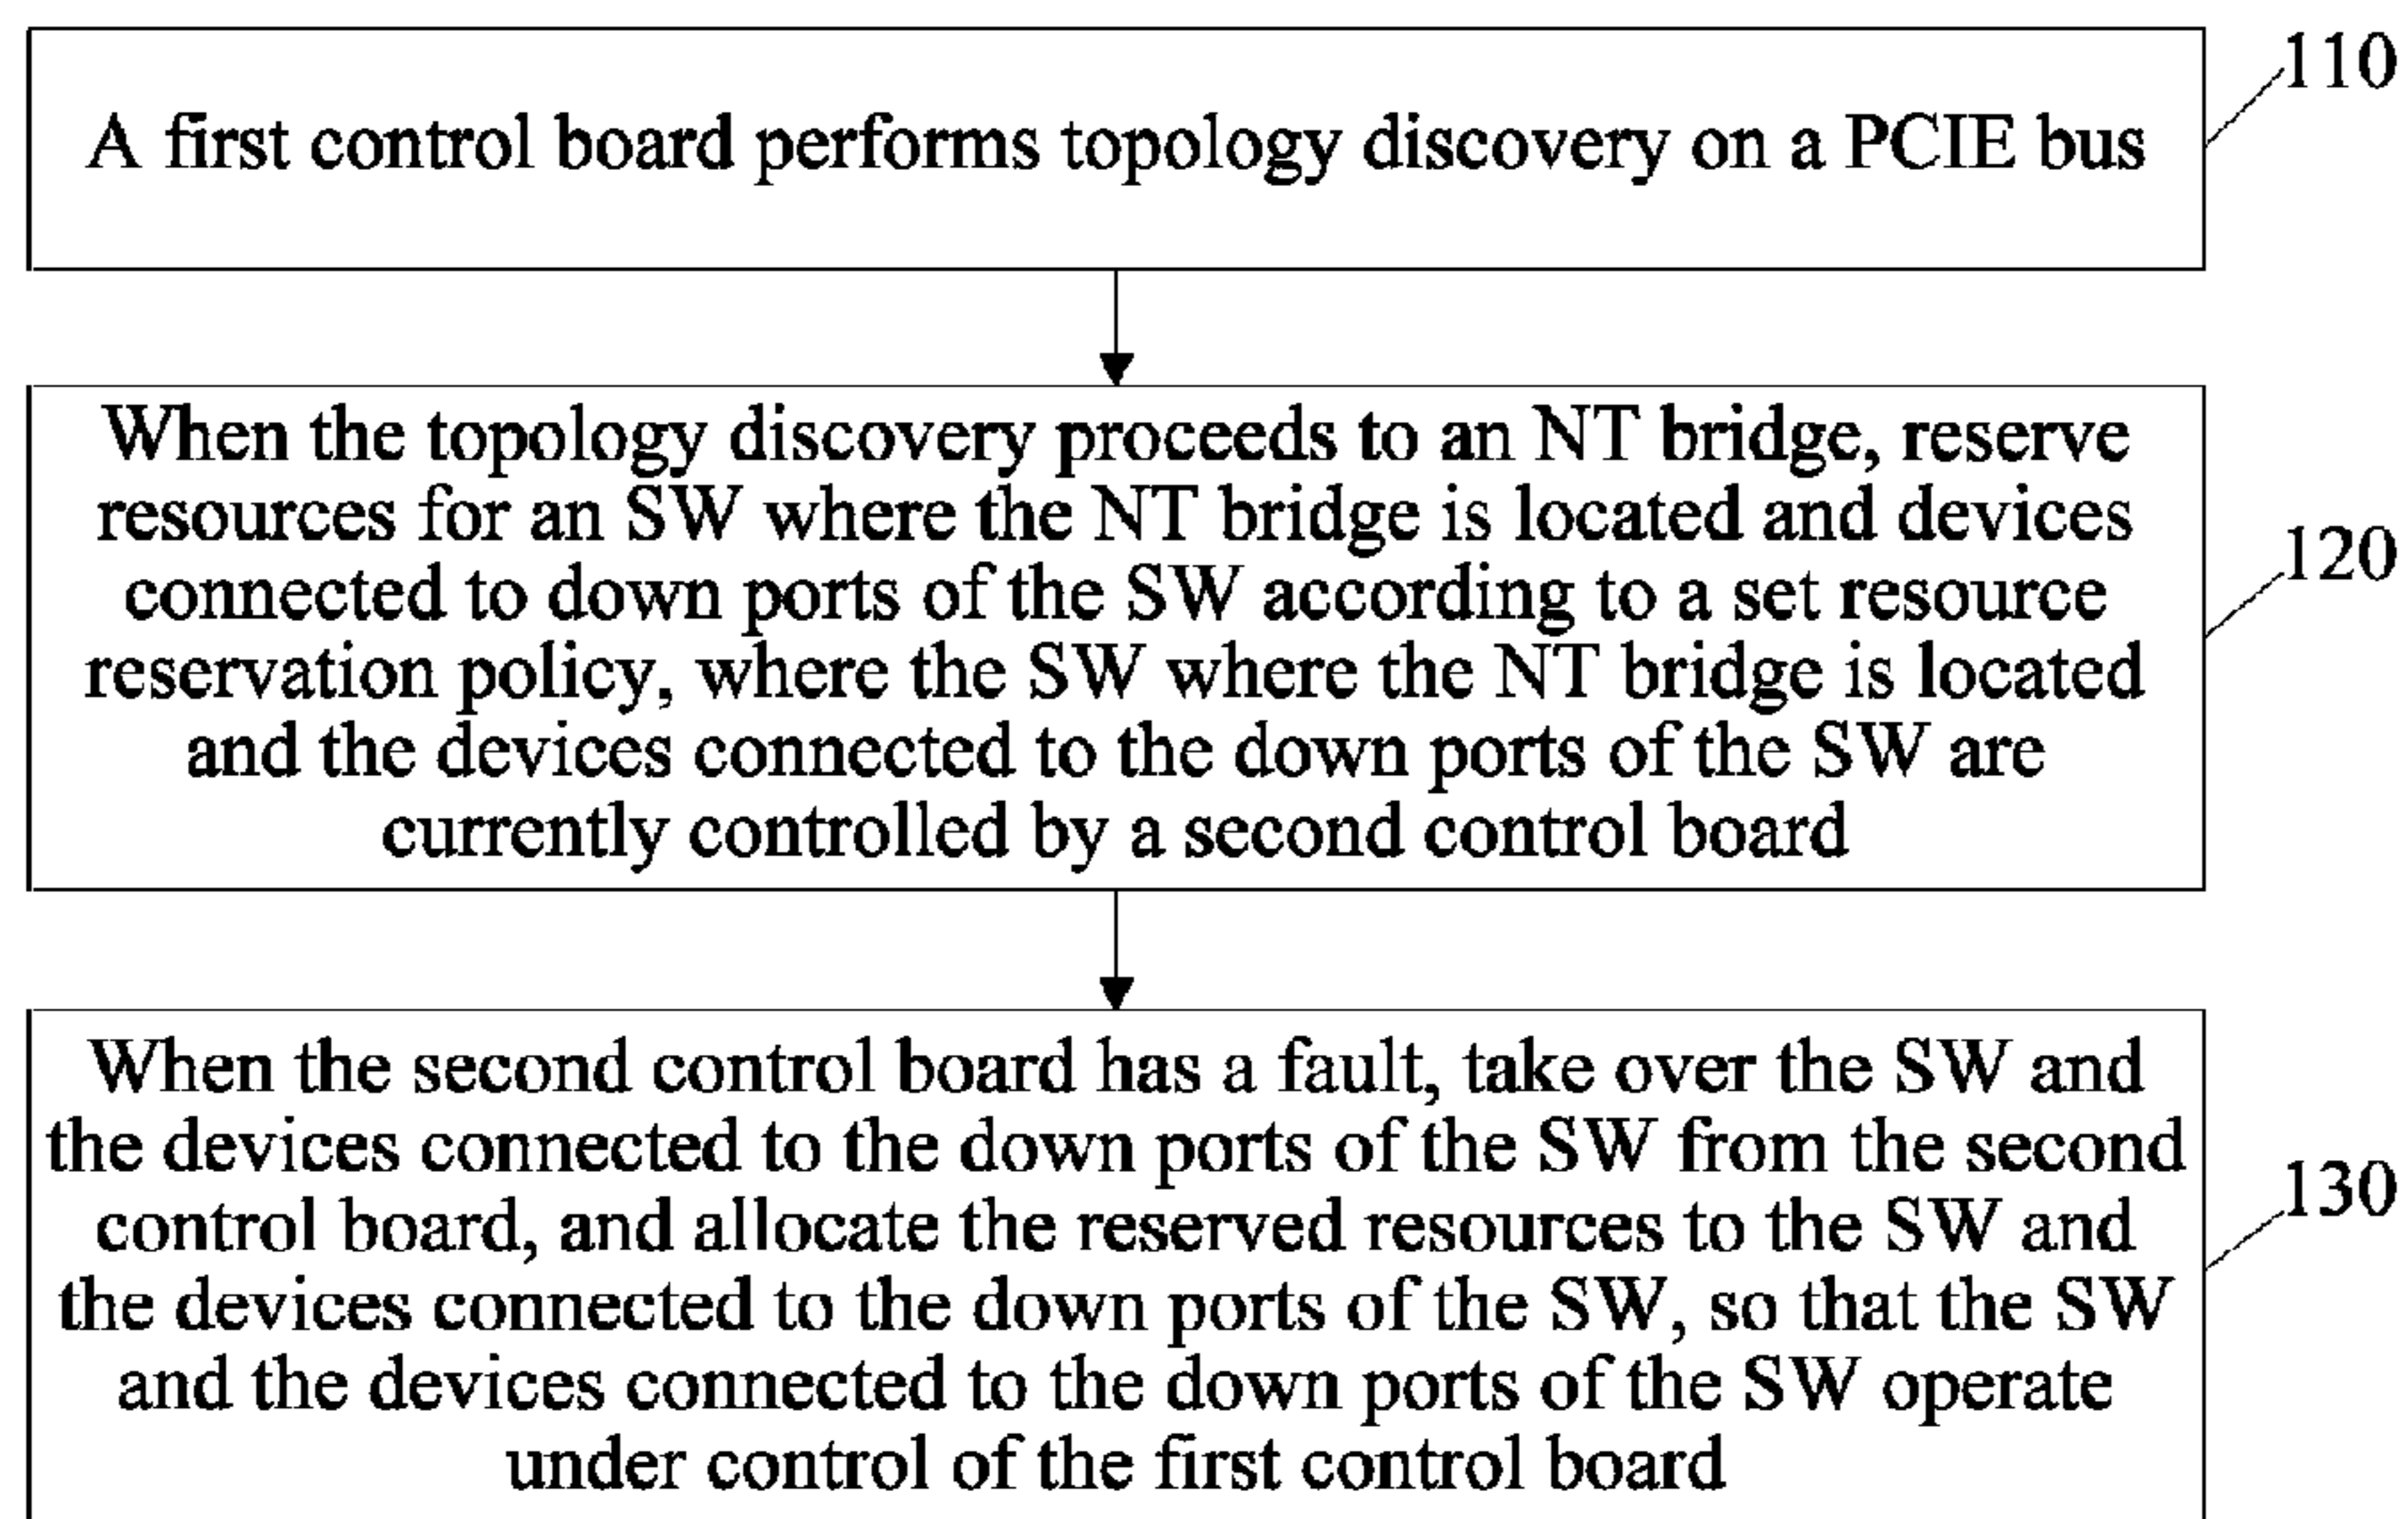 A first control board performs topology discovery on a PCIE bus
110
When the topology discovery proceeds to an NT bridge, reserve
resources for an SW where the NT bridge is located and devices
connected to down ports of the SW according to a set resource
reservation policy, where the SW where the NT bridge is located
and the devices connected to the down ports of the SW are
currently controlled by a second control board
120
When the second control board has a fault, take over the SW and
the devices connected to the down ports of the SW from the second
control board, and allocate the reserved resources to the SW and
the devices connected to the down ports of the SW, so that the SW
and the devices connected to the down ports of the SW operate
under control of the first control board
130